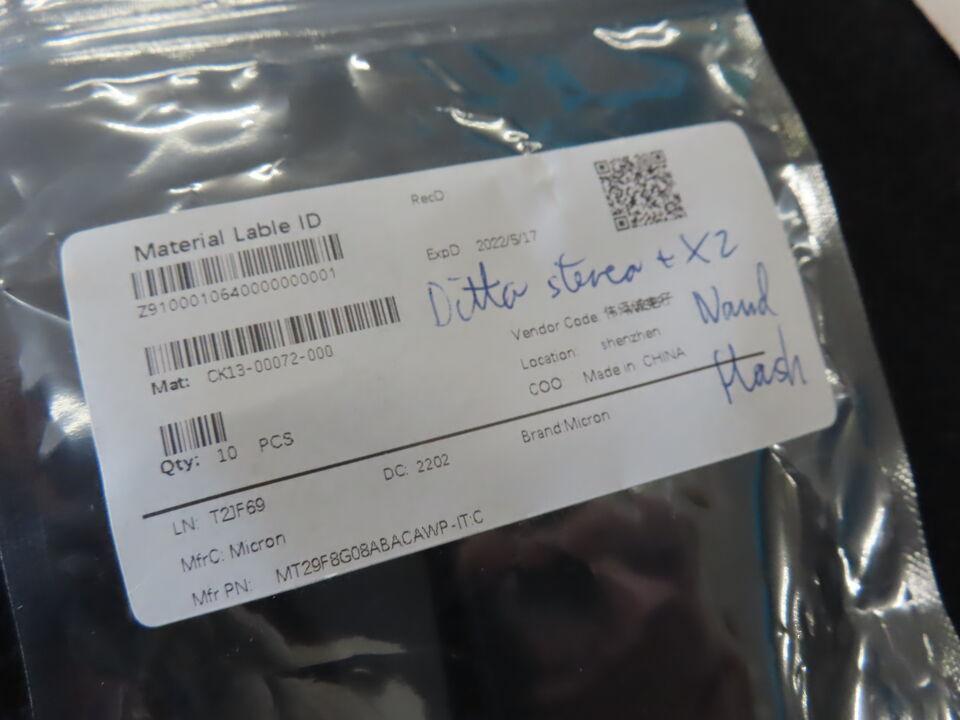 Material Lable ID
Z9100010640000000001
Mat: CK13-00072-000
Qty: 10 PCS
RecD
ExpD 2022/5/17
Ditta stereo + X2
Nand
flash
Vendor Code
Location: shenzhen
COO: Made in CHINA
LN: T2JF69
DC: 2202
Brand:Micron
MfrC: Micron
Mfr PN: MT29F8G08ABACAWP-IT:C